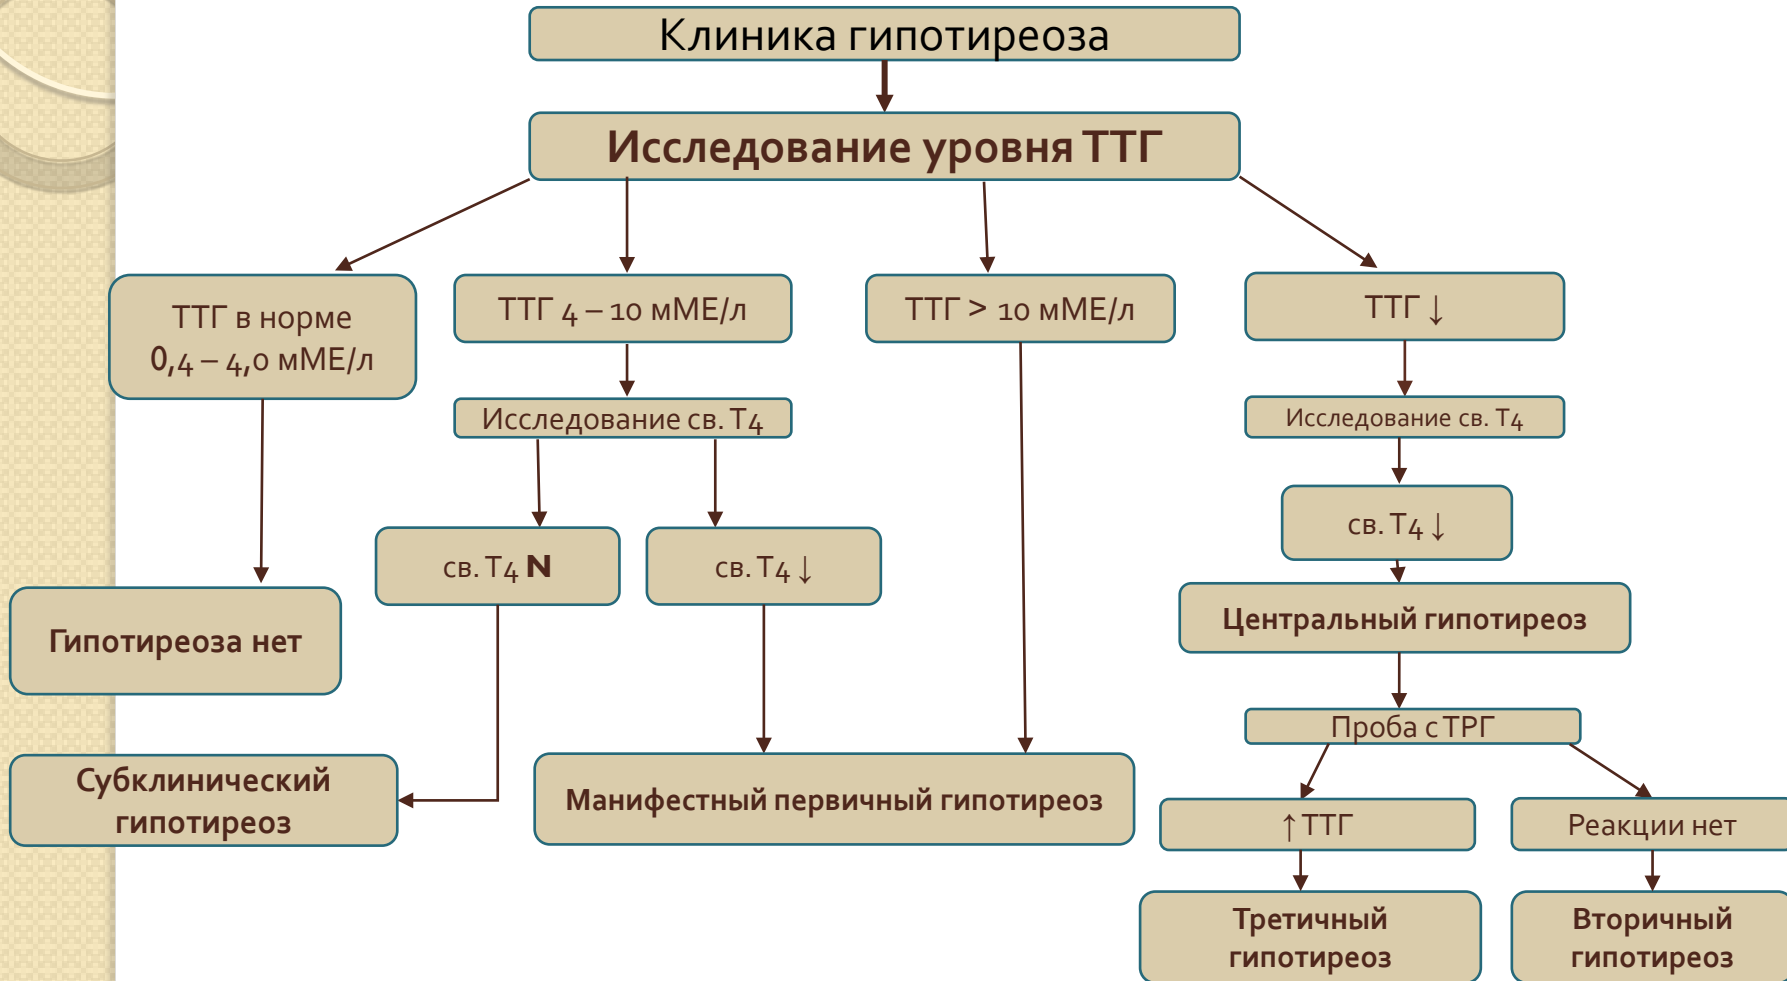 Клиника гипотиреоза
Исследование уровня ТТГ
ТТГ в норме
0,4 – 4,0 мМЕ/л
ТТГ 4 – 10 мМЕ/л
ТТГ > 10 мМЕ/л
ТТГ ↓
Исследование св. Т4
Исследование св. Т4
св. Т4 N
св. Т4 ↓
св. Т4 ↓
Гипотиреоза нет
Центральный гипотиреоз
Проба с ТРГ
Субклинический
гипотиреоз
Манифестный первичный гипотиреоз
↑ ТТГ
Реакции нет
Третичный
гипотиреоз
Вторичный
гипотиреоз